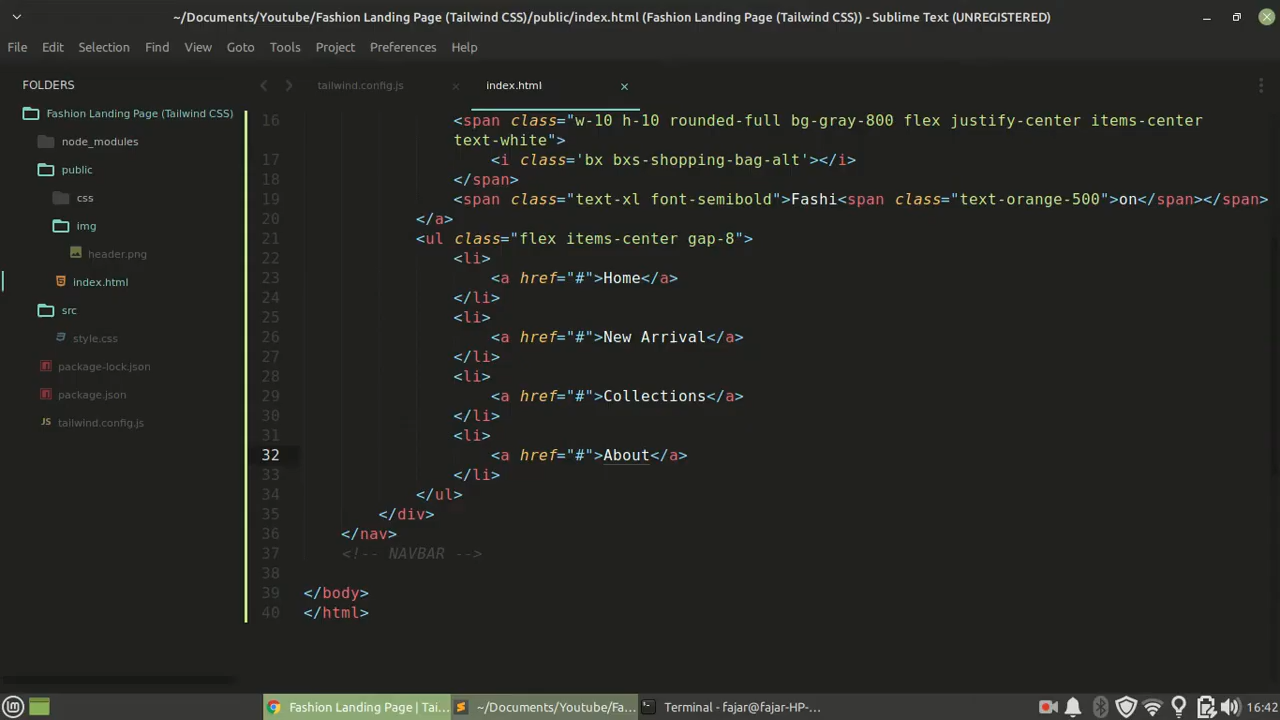 ~/Documents/Youtube/Fashion Landing Page (Tailwind CSS)/public/index.html (Fashion Landing Page (Tailwind CSS)) - Sublime Text (UNREGISTERED)
File Edit Selection Find View Goto Tools Project Preferences Help
FOLDERS
Fashion Landing Page (Tailwind CSS)
node_modules
public
css
img
header.png
index.html
src
style.css
package-lock.json
package.json
JS tailwind.config.js
tailwind.config.js × index.html ×
16 <span class="w-10 h-10 rounded-full bg-gray-800 flex justify-center items-center
text-white">
17 <i class='bx bxs-shopping-bag-alt'></i>
18 </span>
19 <span class="text-xl font-semibold">Fashi<span class="text-orange-500">on</span></span>
20 </a>
21 <ul class="flex items-center gap-8">
22 <li>
23 <a href="#">Home</a>
24 </li>
25 <li>
26 <a href="#">New Arrival</a>
27 </li>
28 <li>
29 <a href="#">Collections</a>
30 </li>
31 <li>
32 <a href="#">About</a>
33 </li>
34 </ul>
35 </div>
36 </nav>
37 <!-- NAVBAR -->
38
39 </body>
40 </html>
Fashion Landing Page | Tai... ~/Documents/Youtube/Fa... Terminal - fajar@fajar-HP-... 16:42